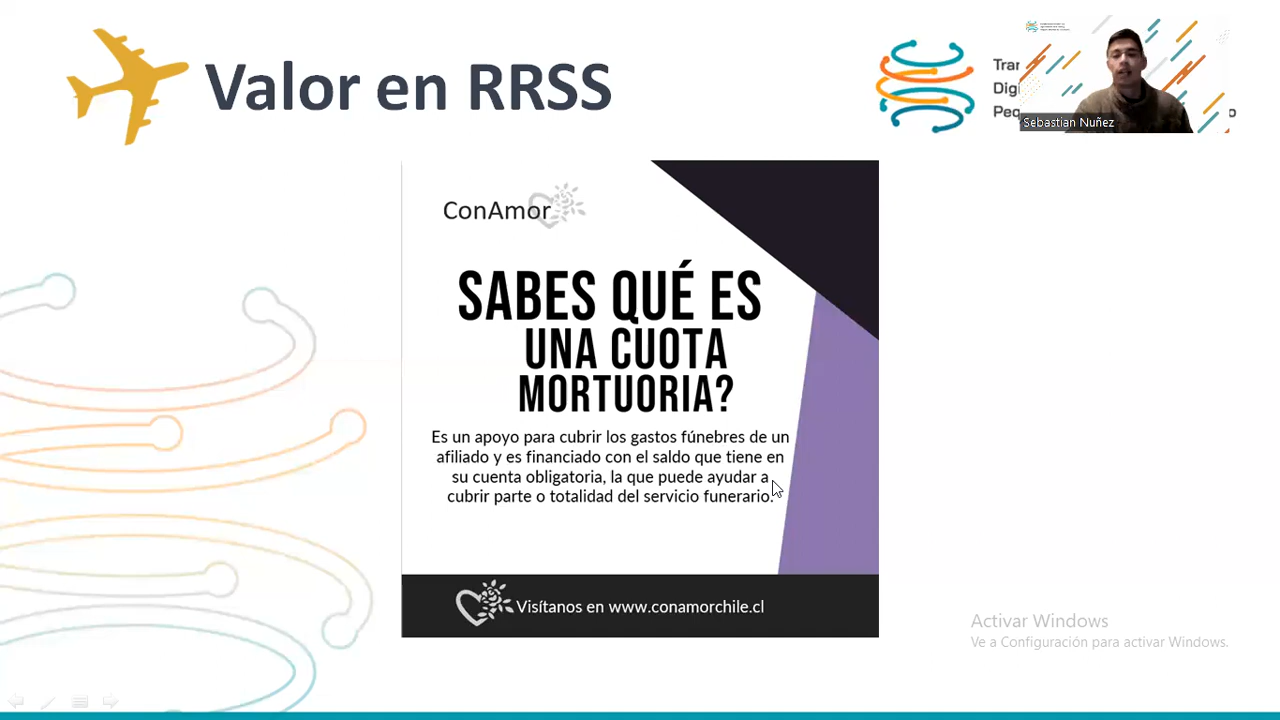 Valor en RRSS
Sebastian Nuñez
ConAmor
SABES QUÉ ES
UNA CUOTA
MORTUORIA?
Es un apoyo para cubrir los gastos fúnebres de un
afiliado y es financiado con el saldo que tiene en
su cuenta obligatoria, la que puede ayudar a
cubrir parte o totalidad del servicio funerario.
Visítanos en www.conamorchile.cl
Activar Windows
Ve a Configuración para activar Windows.